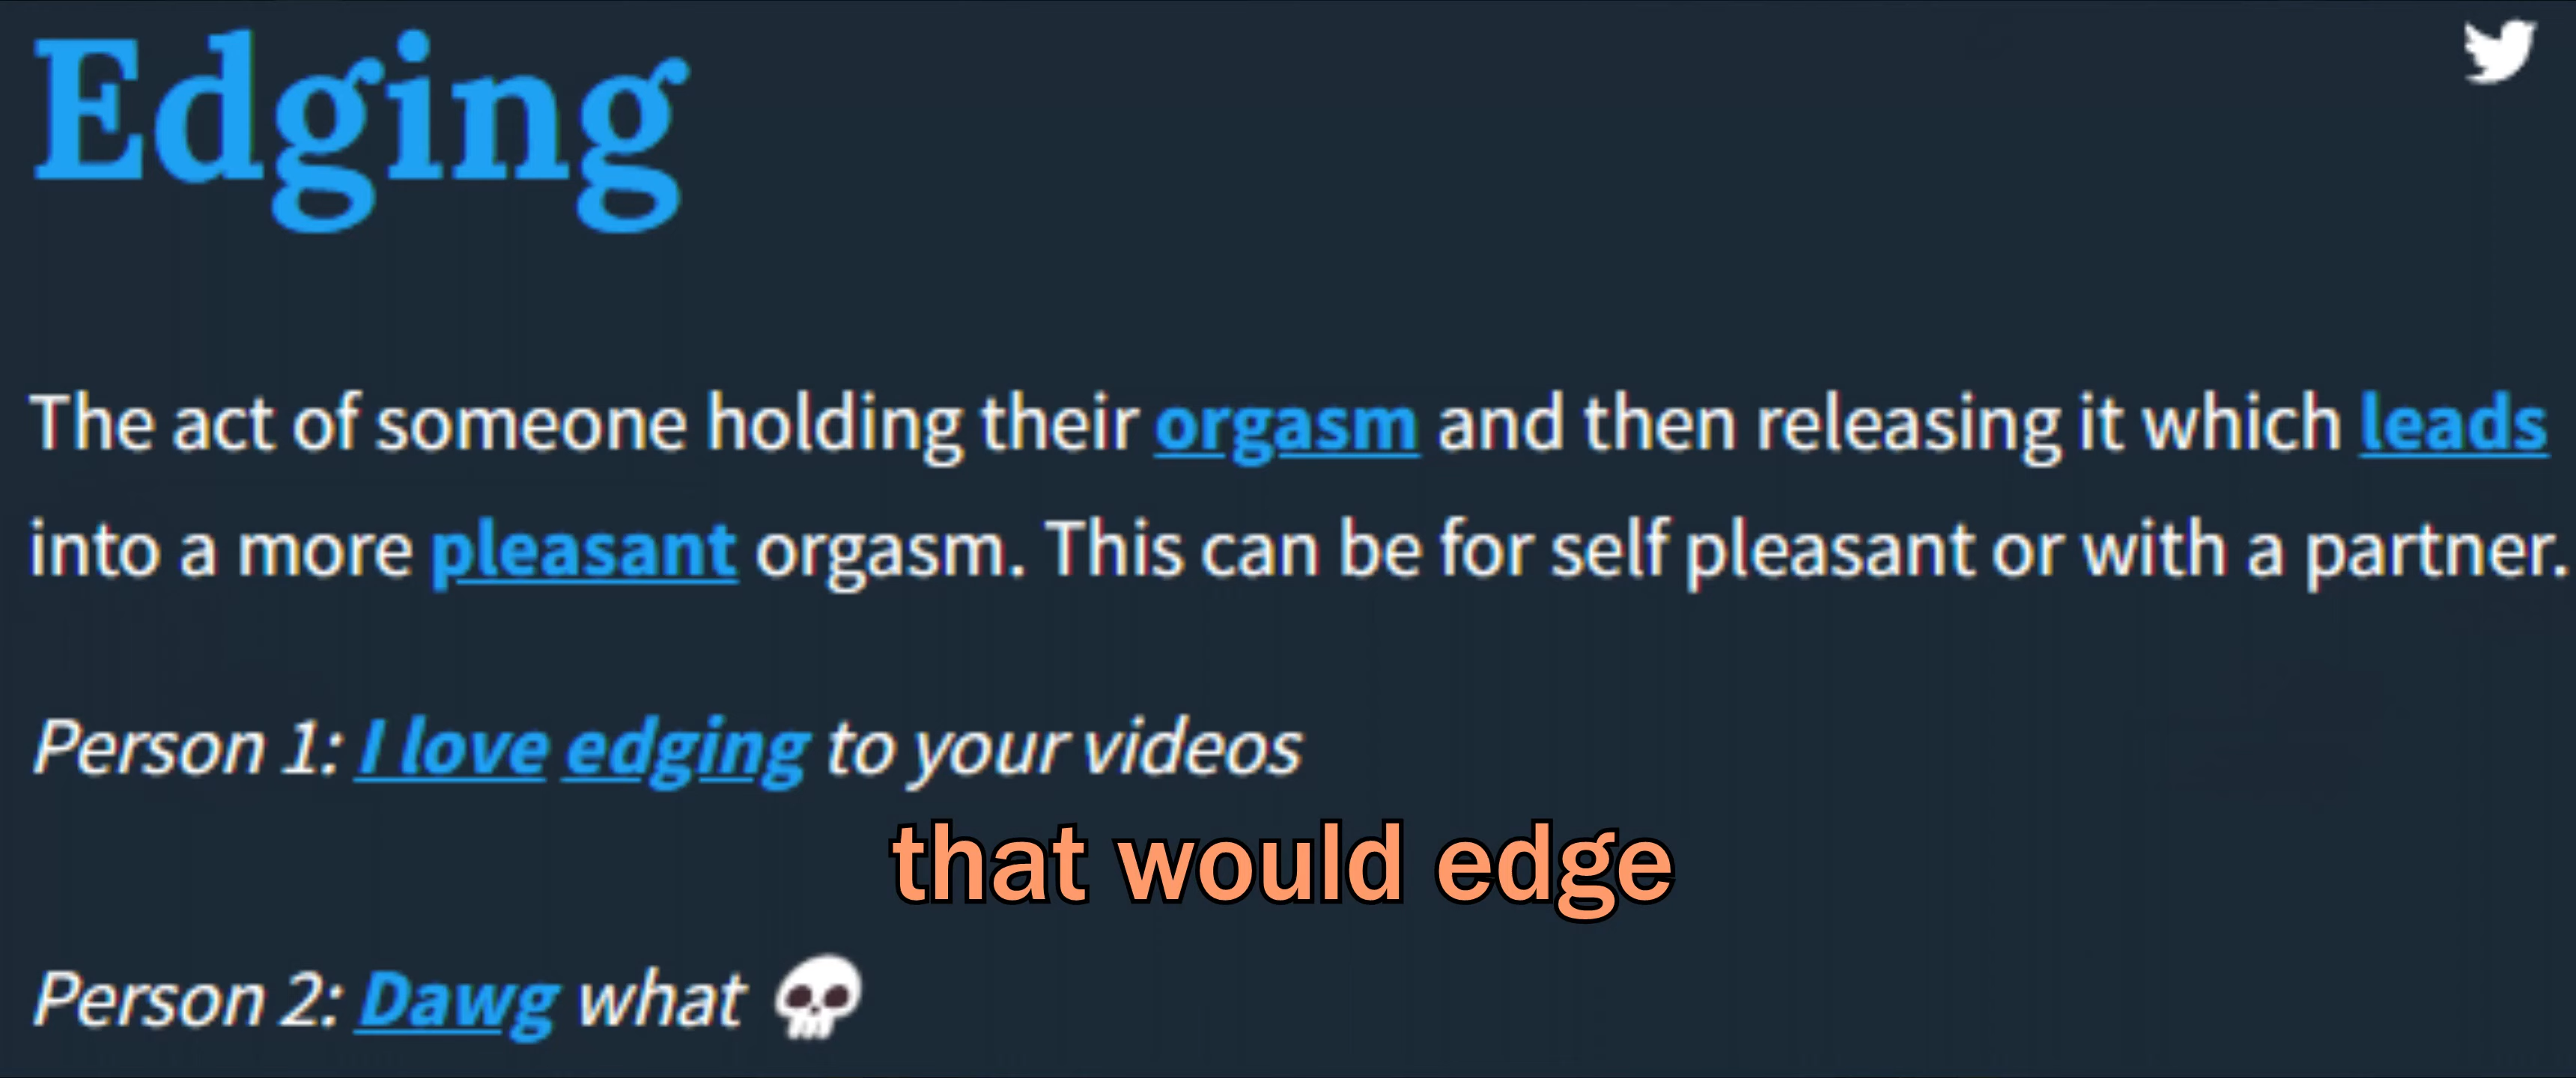 Edging
The act of someone holding their orgasm and then releasing it which leads
into a more pleasant orgasm. This can be for self pleasant or with a partner.
Person 1: I love edging to your videos
that would edge
Person 2: Dawg what 💀